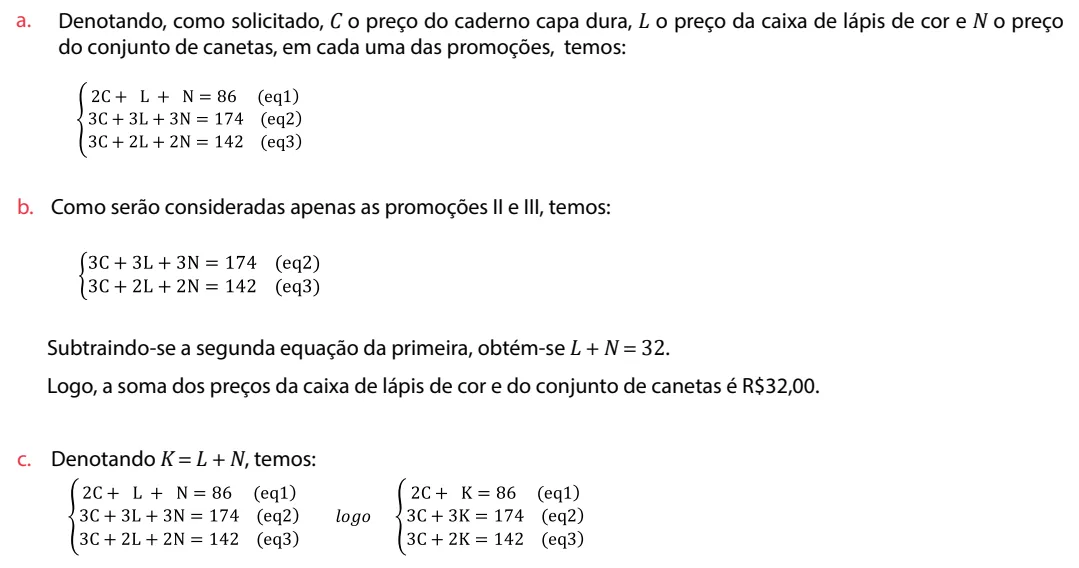 a. Denotando, como solicitado, C o preço do caderno capa dura, L o preço da caixa de lápis de cor e N o preço
do conjunto de canetas, em cada uma das promoções, temos:
2C + L + N = 86 (eq1)
3C + 3L + 3N = 174 (eq2)
3C + 2L + 2N = 142 (eq3)
b. Como serão consideradas apenas as promoções II e III, temos:
3C + 3L + 3N = 174 (eq2)
3C + 2L + 2N = 142 (eq3)
Subtraindo-se a segunda equação da primeira, obtém-se L + N = 32.
Logo, a soma dos preços da caixa de lápis de cor e do conjunto de canetas é R$32,00.
c. Denotando K = L + N, temos:
2C + L + N = 86 (eq1) 2C + K = 86 (eq1)
3C + 3L + 3N = 174 (eq2) logo 3C + 3K = 174 (eq2)
3C + 2L + 2N = 142 (eq3) 3C + 2K = 142 (eq3)